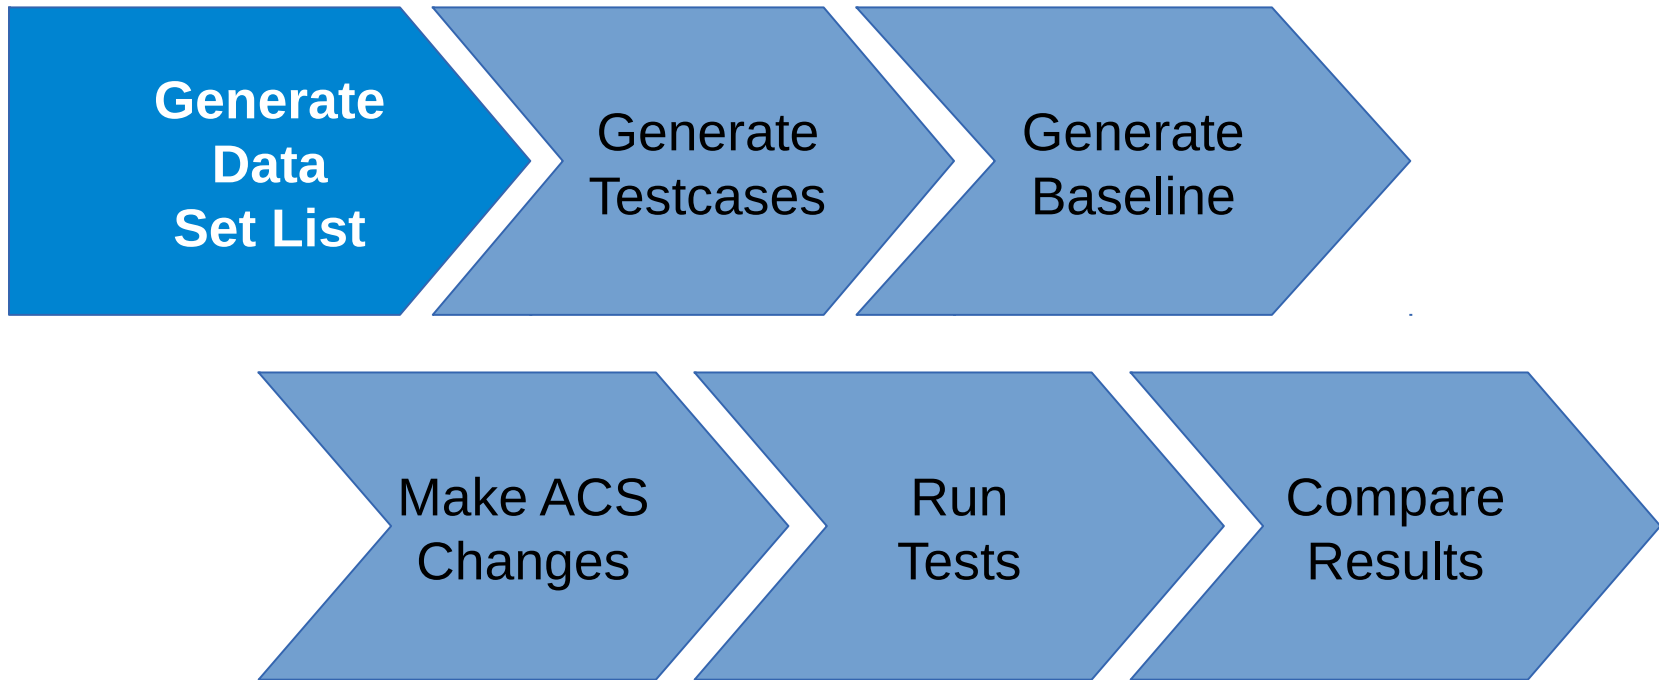 Generate
Data
Set List
Generate
Testcases
Generate
Baseline
Make ACS
Changes
Run
Tests
Compare
Results